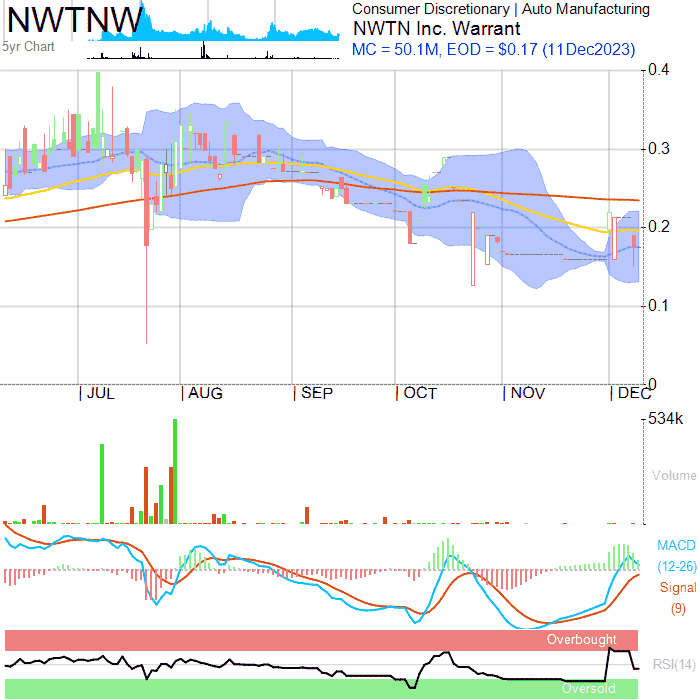 NWTNW
5yr Chart
Consumer Discretionary | Auto Manufacturing
NWTN Inc. Warrant
MC = 50.1M, EOD = $0.17 (11Dec2023)
0.4
0.3
0.2
0.1
0
JUL
AUG
SEP
OCT
NOV
DEC
534k
Volume
MACD
(12-26)
Signal
(9)
Overbought
RSI(14)
Oversold